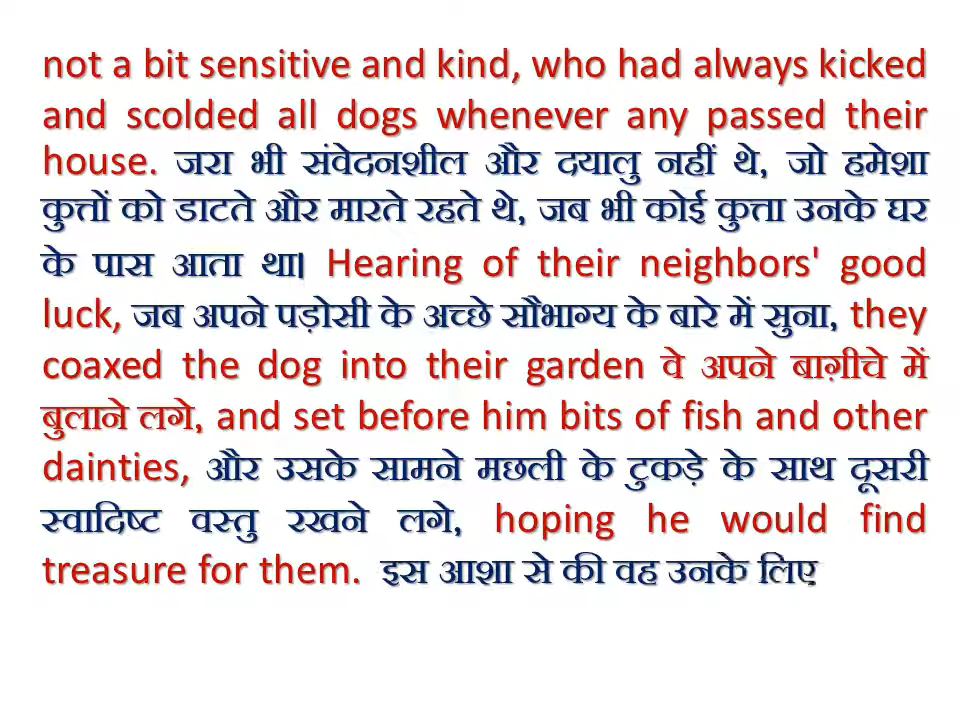 not a bit sensitive and kind, who had always kicked
and scolded all dogs whenever any passed their
house. जरा भी संवेदनशील और दयालु नहीं थे, जो हमेशा
कुत्तों को डाटते और मारते रहते थे, जब भी कोई कुत्ता उनके घर
के पास आता था। Hearing of their neighbors' good
luck, जब अपने पड़ोसी के अच्छे सौभाग्य के बारे में सुना, they
coaxed the dog into their garden वे अपने बाग़ीचे में
बुलाने लगे, and set before him bits of fish and other
dainties, और उसके सामने मछली के टुकड़े के साथ दूसरी
स्वादिष्ट वस्तु रखने लगे, hoping he would find
treasure for them. इस आशा से की वह उनके लिए